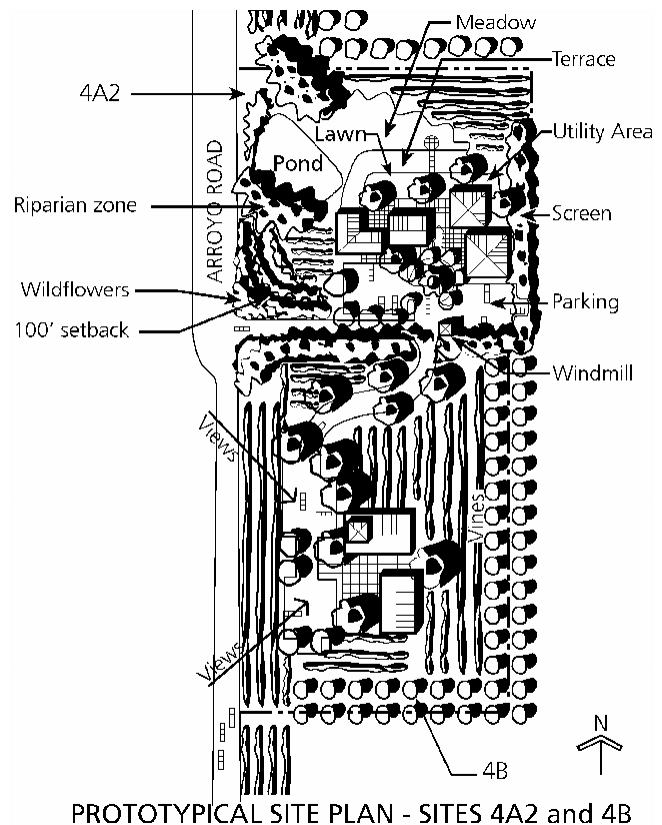 Meadow
Terrace
4A2
Lawn
Utility Area
Pond
ARROYO ROAD
Riparian zone
Screen
Wildflowers
Parking
100' setback
Windmill
Views
Vines
Views
N
4B
PROTOTYPICAL SITE PLAN - SITES 4A2 and 4B